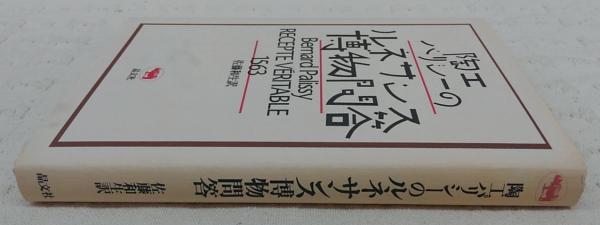 陶工
パリシーの
ルネサンス
博物問答
Bernard Palissy
RECEPTE VERITABLE
1563
佐藤和生訳
晶文社
陶工パリシーのルネサンス博物問答 佐藤和生訳 晶文社